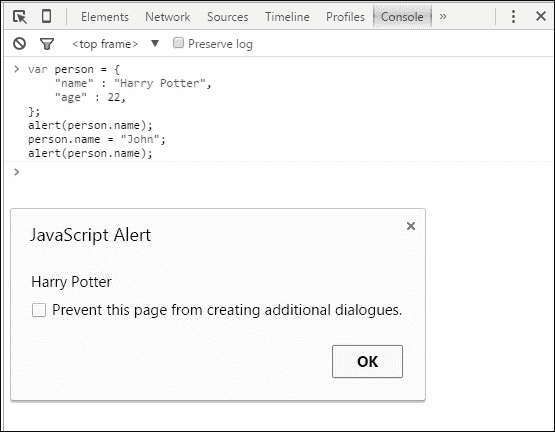 Elements Network Sources Timeline Profiles Console »
<top frame> ▼ Preserve log
> var person = {
"name" : "Harry Potter",
"age" : 22,
};
alert(person.name);
person.name = "John";
alert(person.name);
>
JavaScript Alert
Harry Potter
Prevent this page from creating additional dialogues.
OK